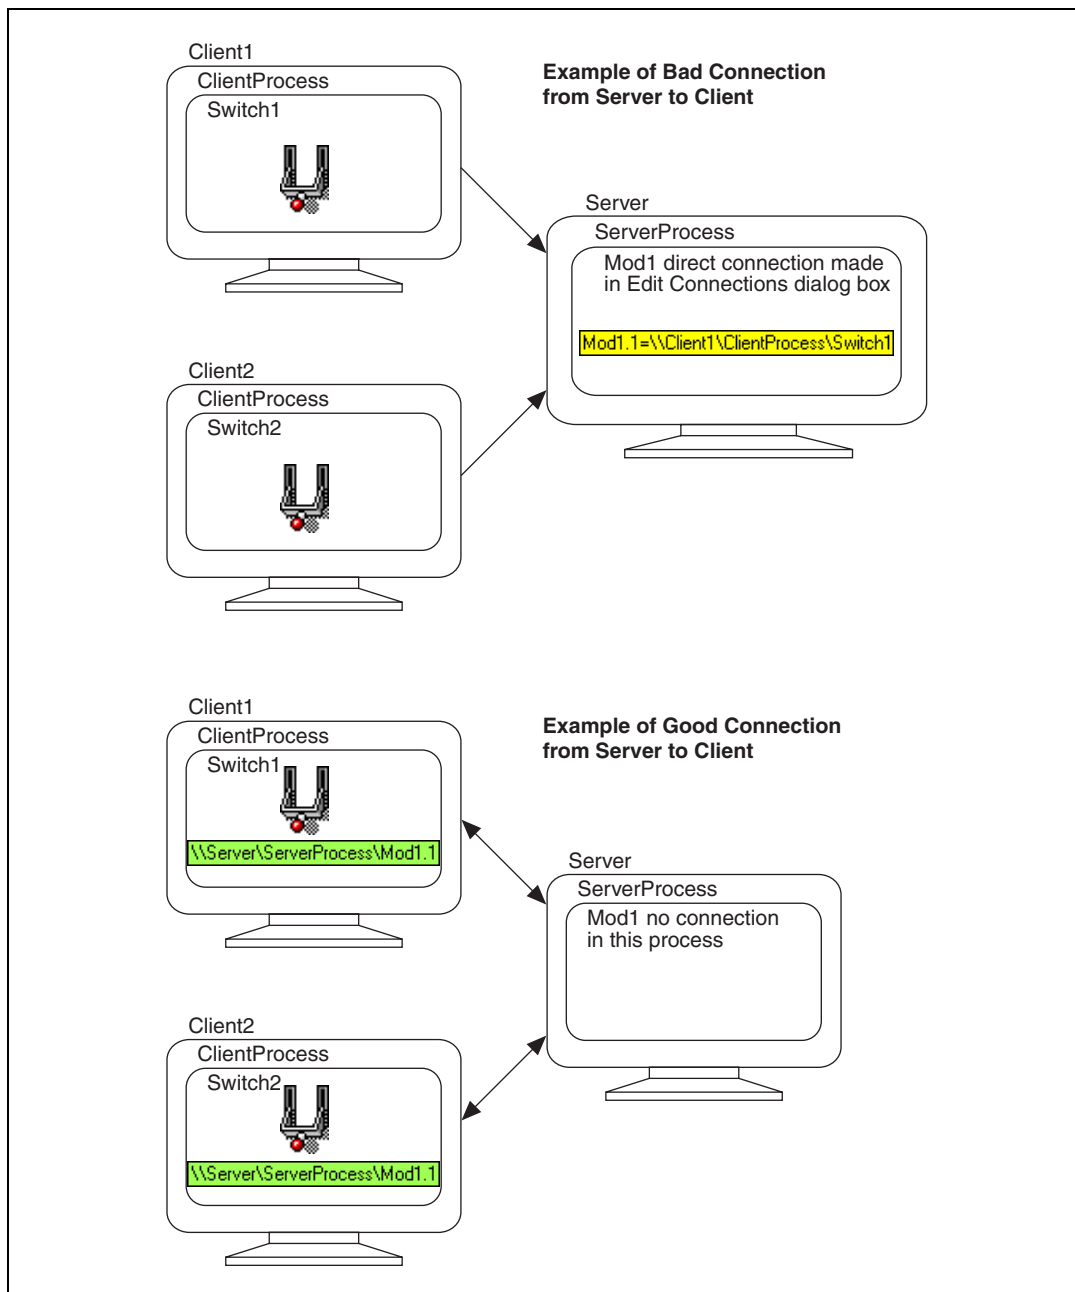 Client1
ClientProcess
Switch1
Example of Bad Connection
from Server to Client
Server
ServerProcess
Mod1 direct connection made
in Edit Connections dialog box
Mod1.1=\\Client1\ClientProcess\Switch1
Client2
ClientProcess
Switch2
Client1
ClientProcess
Switch1
\\Server\ServerProcess\Mod1.1
Example of Good Connection
from Server to Client
Server
ServerProcess
Mod1 no connection
in this process
Client2
ClientProcess
Switch2
\\Server\ServerProcess\Mod1.1